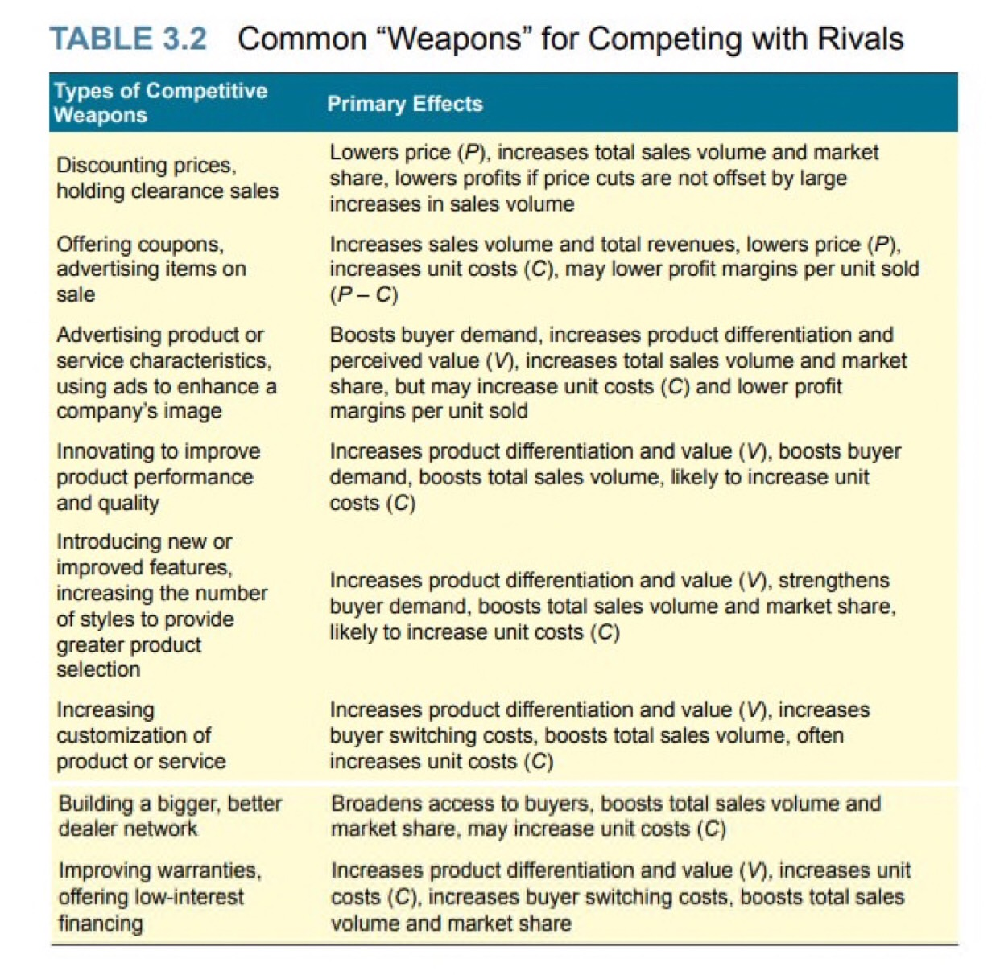 TABLE 3.2 Common “Weapons” for Competing with Rivals
Types of Competitive
Weapons
Primary Effects
Discounting prices,
holding clearance sales
Lowers price (P), increases total sales volume and market
share, lowers profits if price cuts are not offset by large
increases in sales volume
Offering coupons,
advertising items on
sale
Increases sales volume and total revenues, lowers price (P),
increases unit costs (C), may lower profit margins per unit sold
(P – C)
Advertising product or
service characteristics,
using ads to enhance a
company’s image
Boosts buyer demand, increases product differentiation and
perceived value (V), increases total sales volume and market
share, but may increase unit costs (C) and lower profit
margins per unit sold
Innovating to improve
product performance
and quality
Increases product differentiation and value (V), boosts buyer
demand, boosts total sales volume, likely to increase unit
costs (C)
Introducing new or
improved features,
increasing the number
of styles to provide
greater product
selection
Increases product differentiation and value (V), strengthens
buyer demand, boosts total sales volume and market share,
likely to increase unit costs (C)
Increasing
customization of
product or service
Increases product differentiation and value (V), increases
buyer switching costs, boosts total sales volume, often
increases unit costs (C)
Building a bigger, better
dealer network
Broadens access to buyers, boosts total sales volume and
market share, may increase unit costs (C)
Improving warranties,
offering low-interest
financing
Increases product differentiation and value (V), increases unit
costs (C), increases buyer switching costs, boosts total sales
volume and market share